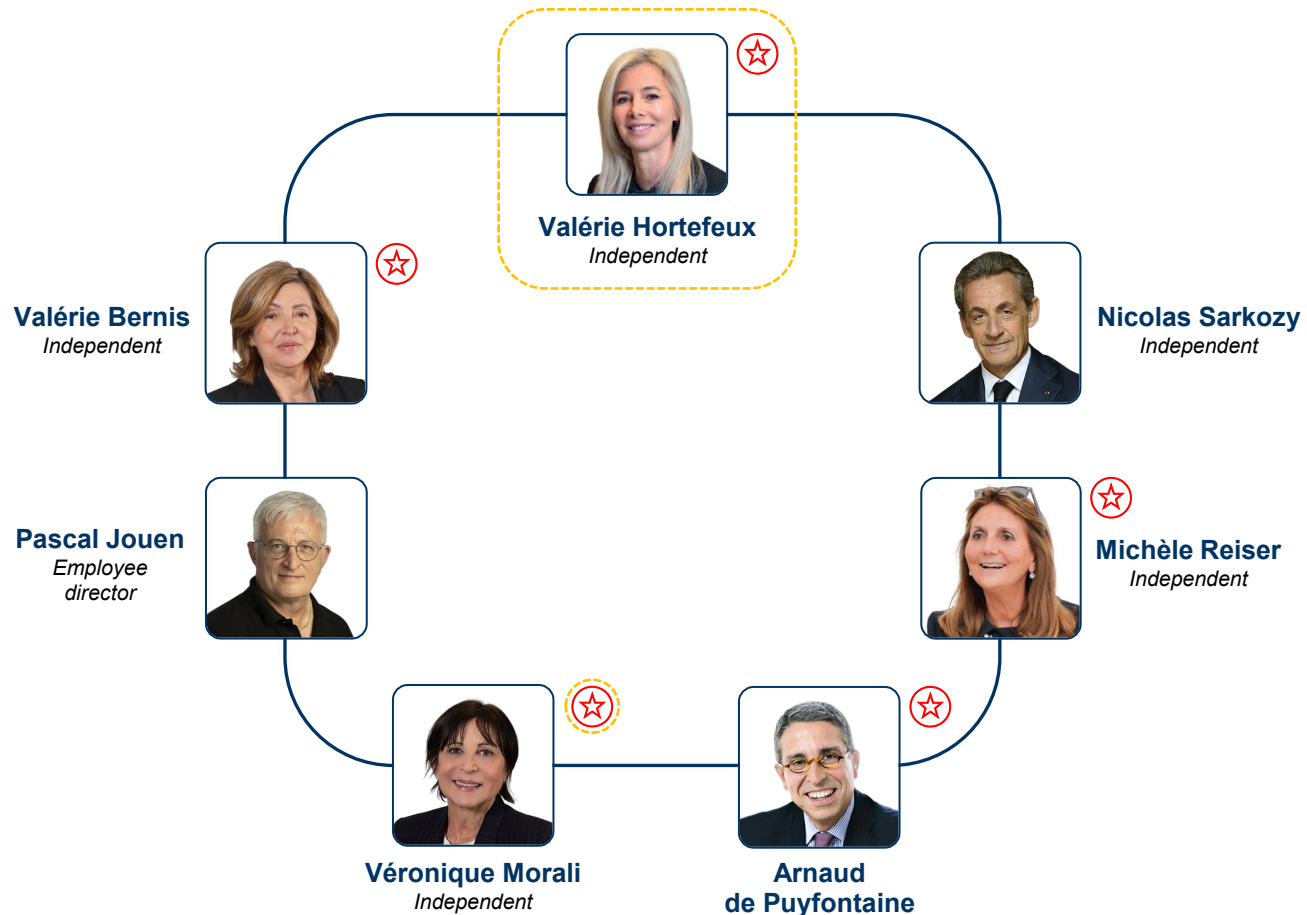 Valérie Hortefeux
Independent
Valérie Bernis
Independent
Nicolas Sarkozy
Independent
Pascal Jouen
Employee
director
Michèle Reiser
Independent
Véronique Morali
Independent
Arnaud
de Puyfontaine